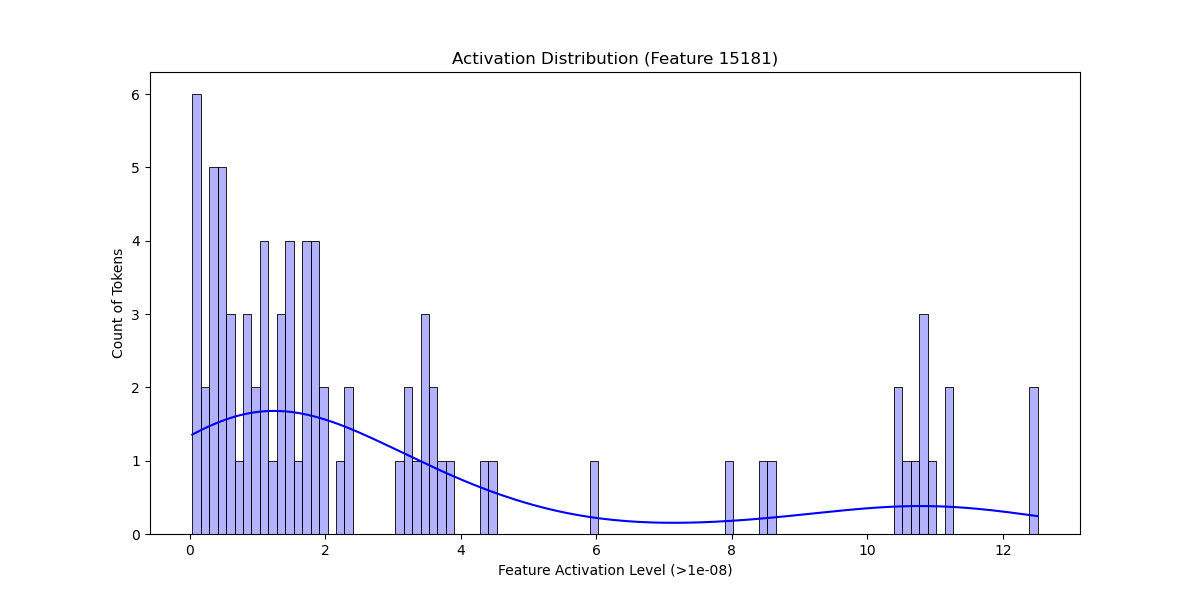 Activation Distribution (Feature 15181)
6
5
4
3
2
1
0
Count of Tokens
0 2 4 6 8 10 12
Feature Activation Level (>1e-08)